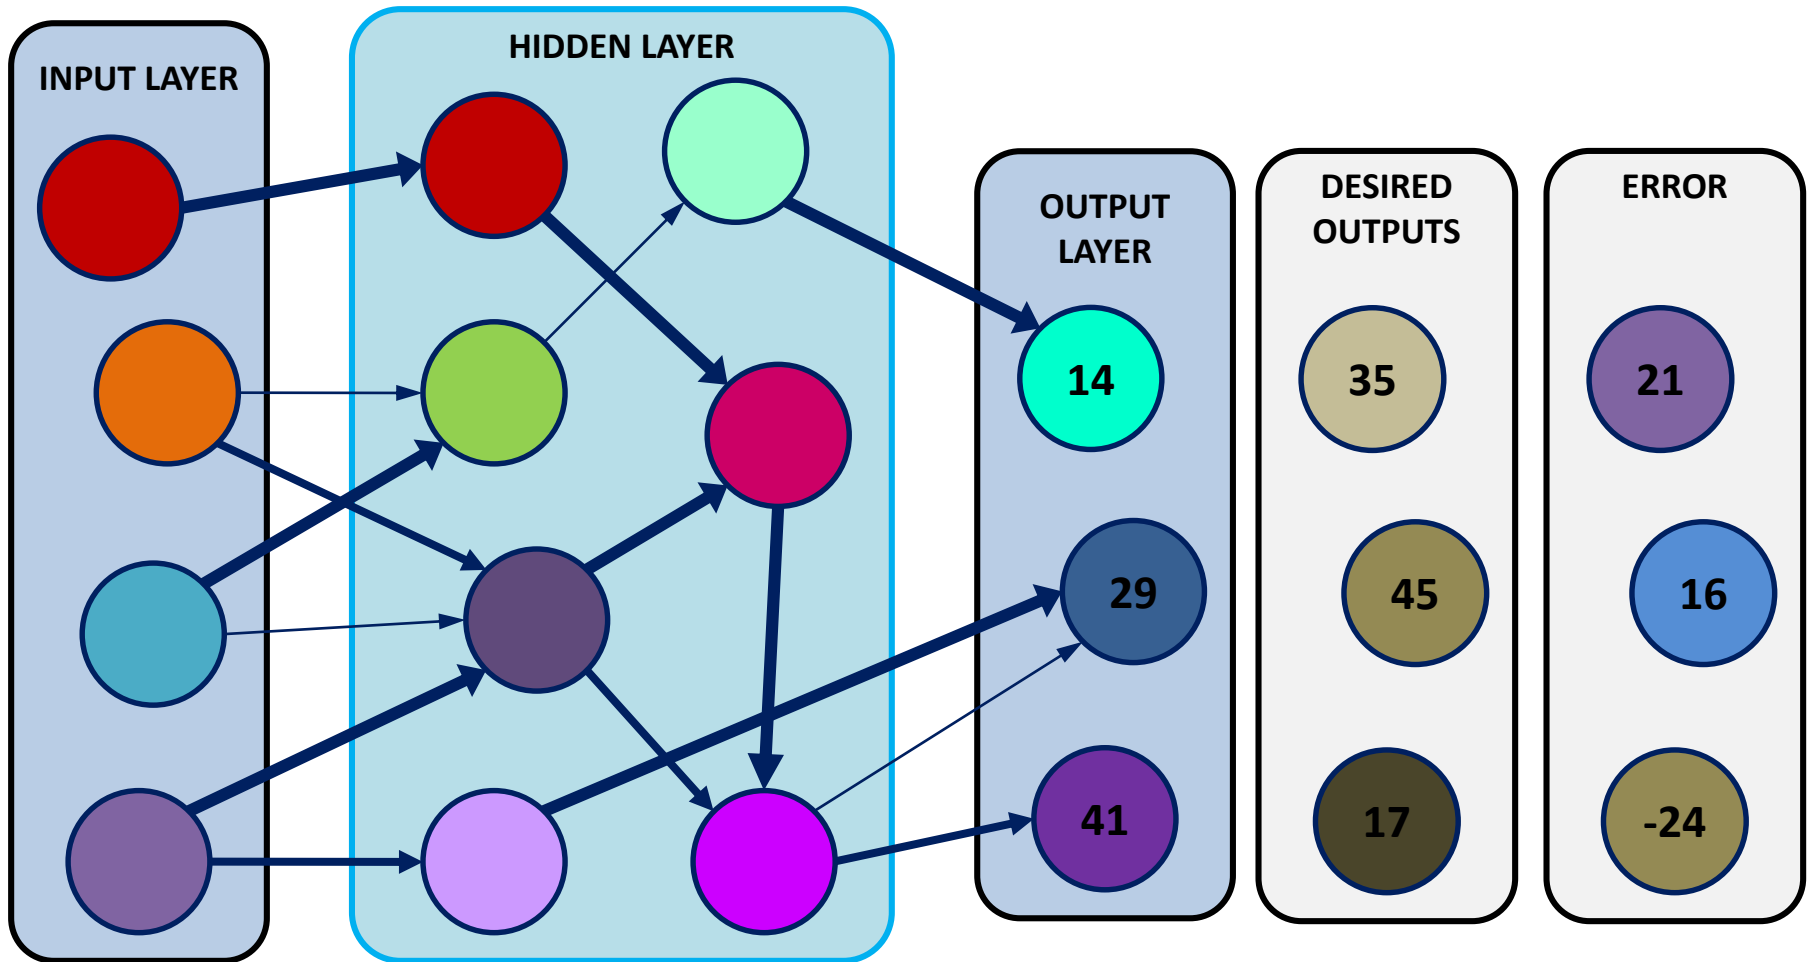 INPUT LAYER
HIDDEN LAYER
OUTPUT
LAYER
14
29
41
DESIRED
OUTPUTS
35
45
17
ERROR
21
16
-24